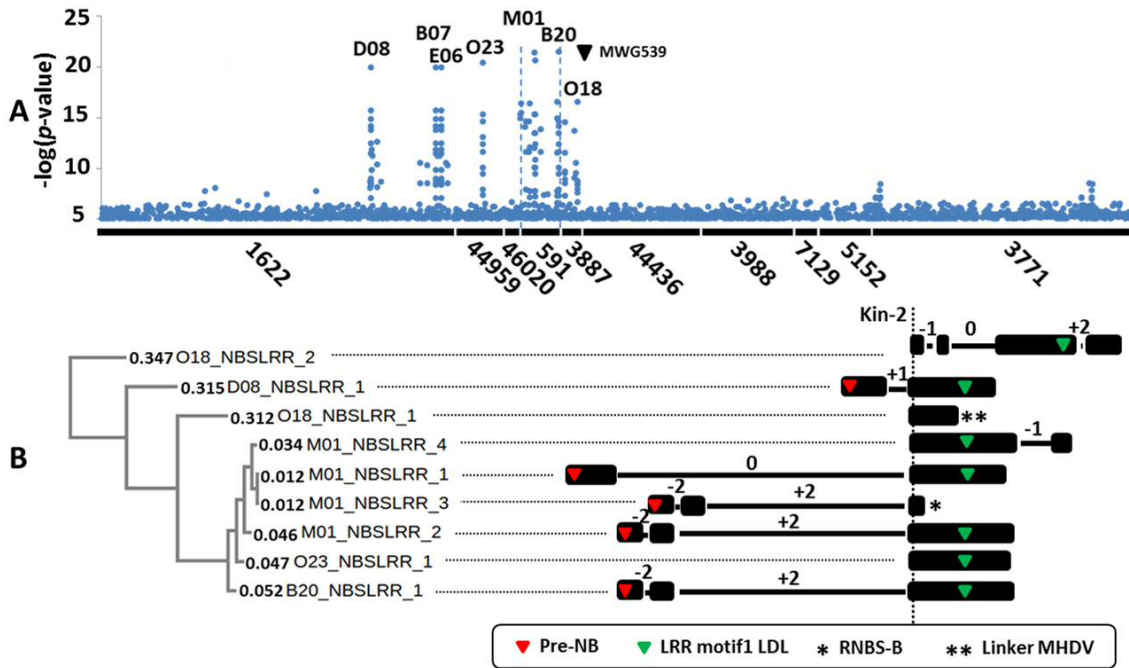 A
-log(p-value)
25
20
15
10
5
D08
B07
E06
O23
M01
B20
MWG539
O18
1622
44959
46020
591
3887
44436
3988
7129
5152
3771
B
Kin-2
-1 0 +2
0.347 O18_NBSLRR_2
+1
0.315 D08_NBSLRR_1
0.312 O18_NBSLRR_1 **
0.034 M01_NBSLRR_4 -1
0.012 M01_NBSLRR_1 0
0.012 M01_NBSLRR_3 -2 +2 *
0.046 M01_NBSLRR_2 -2 +2
0.047 O23_NBSLRR_1
0.052 B20_NBSLRR_1 -2 +2
Pre-NB LRR motif1 LDL * RNBS-B ** Linker MHDV